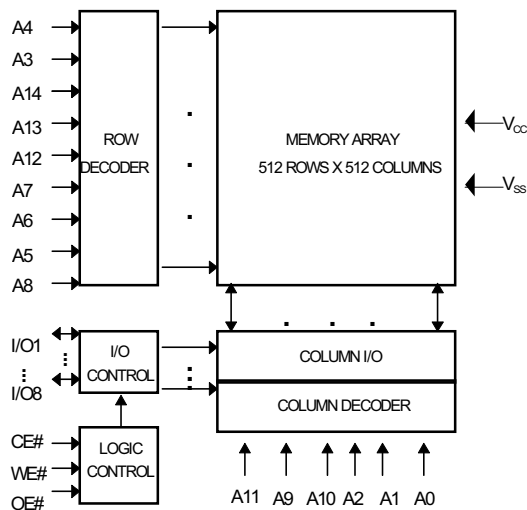 A4
A3
A14
A13
A12
A7
A6
A5
A8
ROW
DECODER
MEMORY ARRAY
512 ROWS X 512 COLUMNS
VCC
VSS
I/O1
I/O8
I/O
CONTROL
COLUMN I/O
COLUMN DECODER
CE#
WE#
OE#
LOGIC
CONTROL
A11 A9 A10 A2 A1 A0